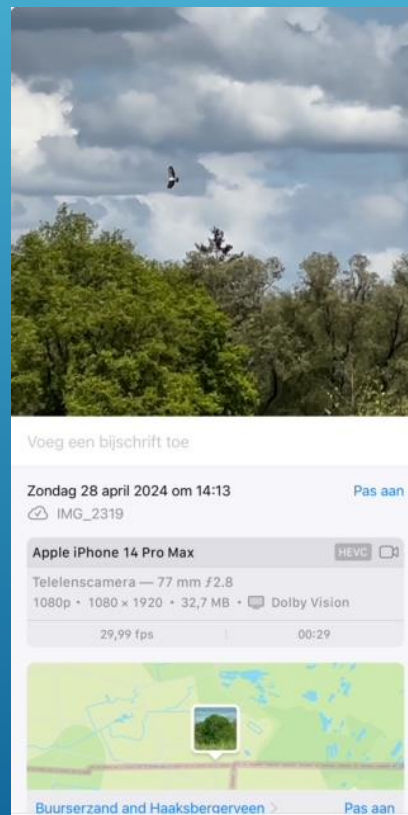 Voeg een bijschrift toe
Zondag 28 april 2024 om 14:13 Pas aan
IMG_2319
Apple iPhone 14 Pro Max HEVC
Telelenscamera — 77 mm ƒ2.8
1080p • 1080 × 1920 • 32,7 MB • Dolby Vision
29,99 fps 00:29
Buurserzand and Haaksbergerveen > Pas aan